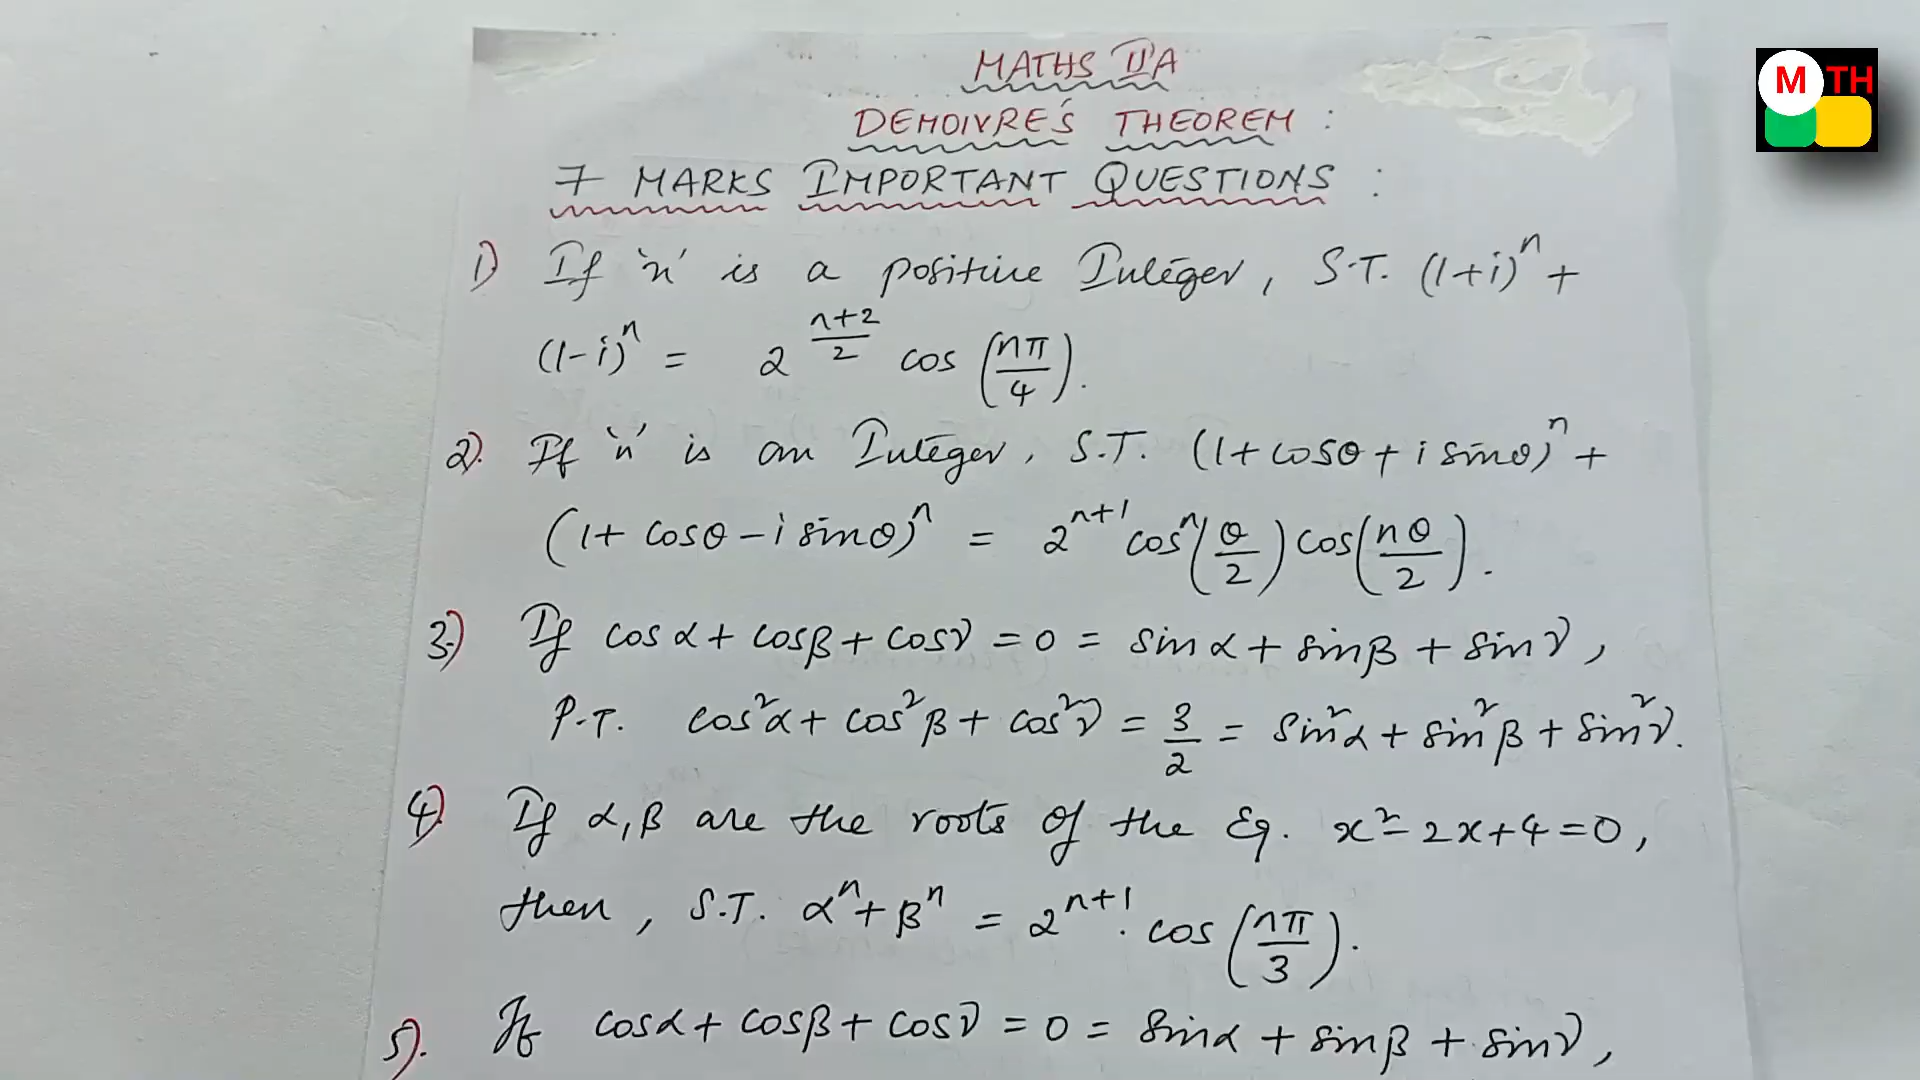 MATHS II A
DEMOIVRE'S THEOREM :
7 MARKS IMPORTANT QUESTIONS :
1) If 'n' is a positive Integer, S.T. (1+i)^n +
(1-i)^n = 2^((n+2)/2) cos (nπ/4).
2). If 'n' is an Integer, S.T. (1+cosθ+i sinθ)^n +
(1+ cosθ-i sinθ)^n = 2^(n+1) cos^n(θ/2) cos(nθ/2).
3.) If cosα+ cosβ+ cosγ = 0 = sinα+ sinβ + sinγ,
P.T. cos²α+ cos²β+ cos²γ = 3/2 = sin²α+ sin²β + sin²γ.
4). If α,β are the roots of the Eq. x²-2x+4=0,
then, S.T. α^n+β^n = 2^(n+1). cos (nπ/3).
5). If cosα+ cosβ+ cosγ = 0 = sinα + sinβ + sinγ,
M TH